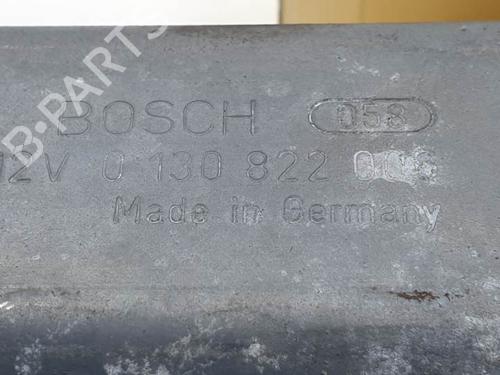 B-PARTS
BOSCH 058
12V 0 130 822
Made in Germany